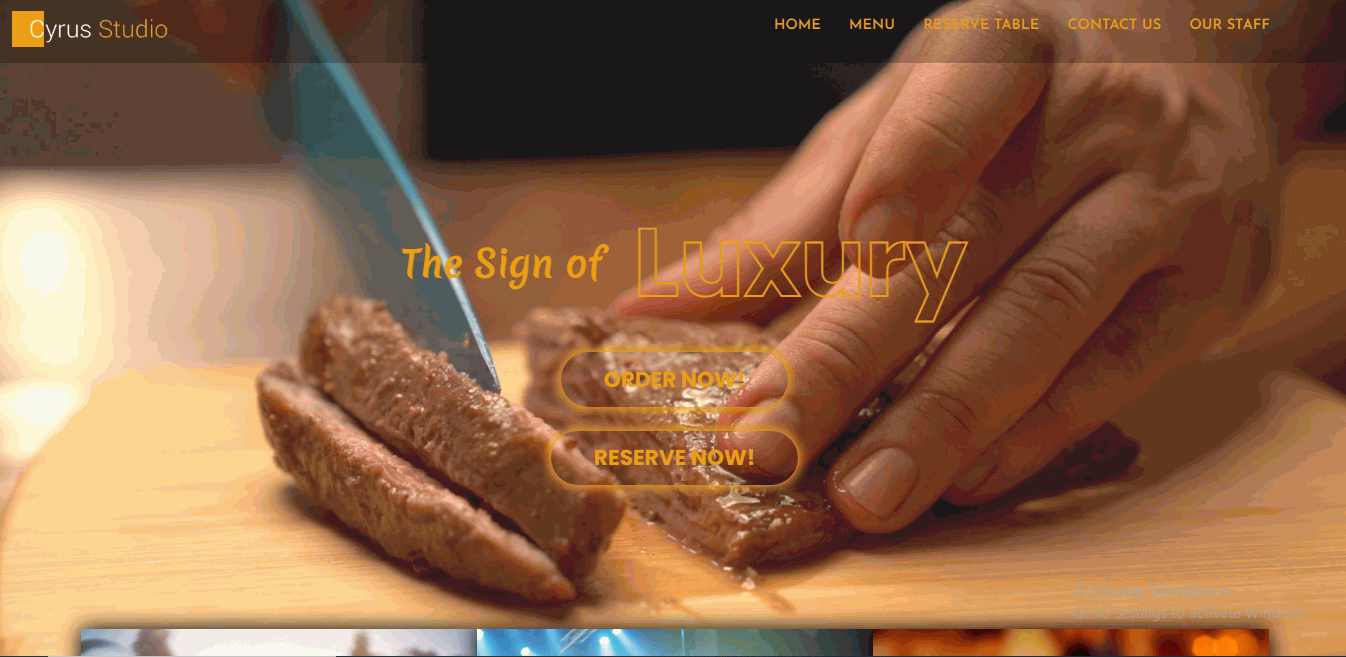 Cyrus Studio
HOME MENU RESERVE TABLE CONTACT US OUR STAFF
The Sign of Luxury
ORDER NOW!
RESERVE NOW!
Activate Windows
Go to Settings to activate Windows.